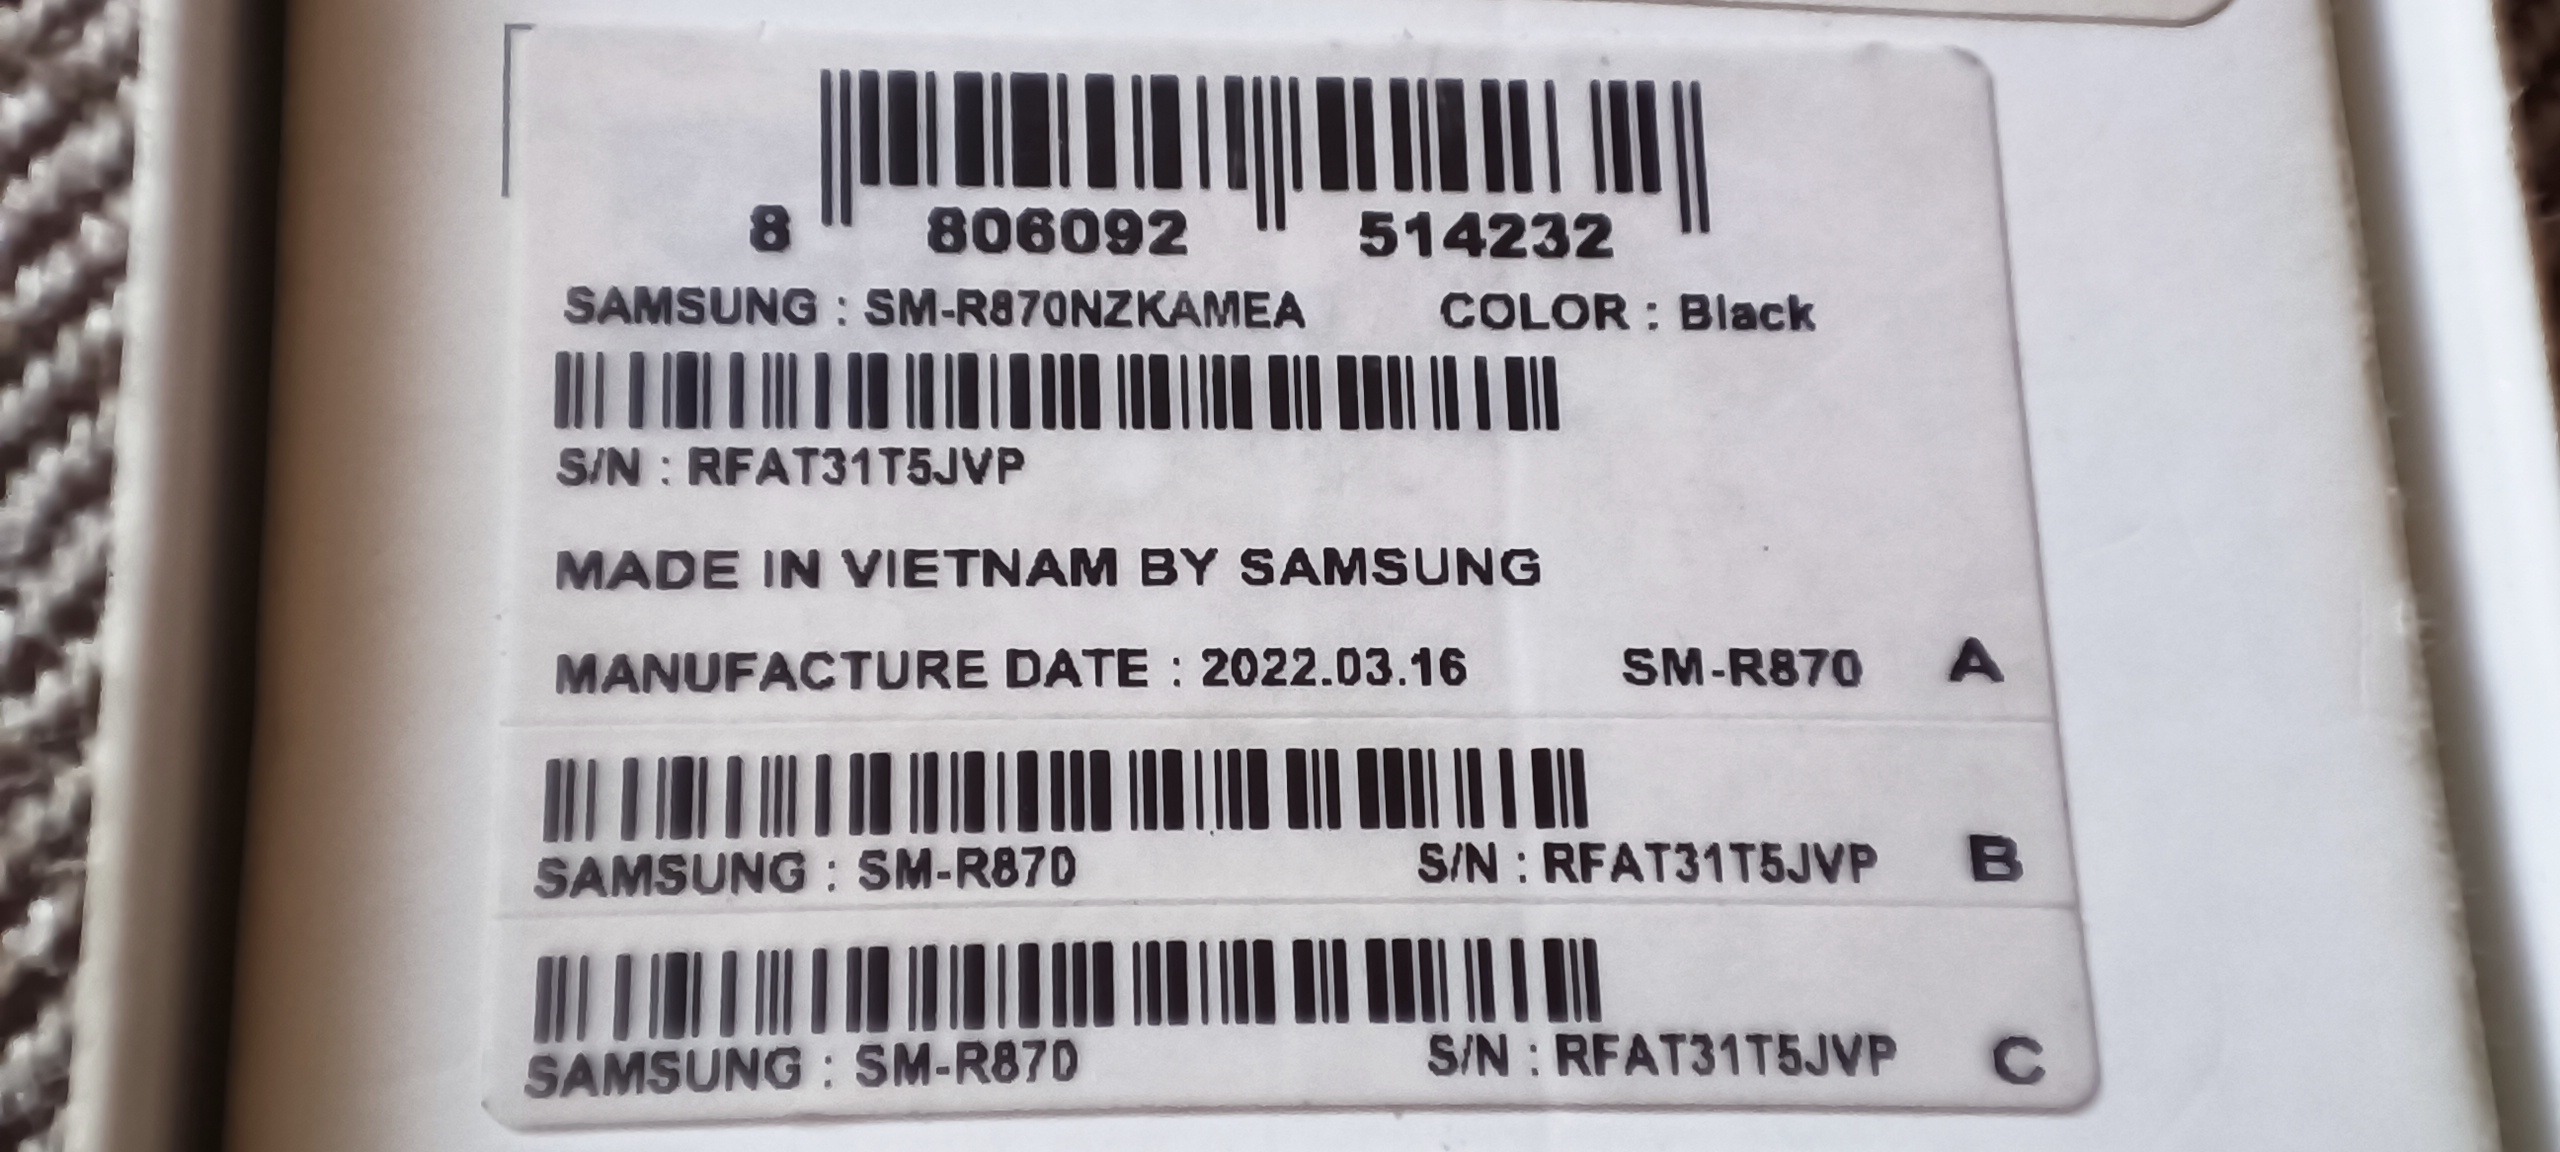 8 806092 514232
SAMSUNG : SM-R870NZKAMEA COLOR : Black
S/N : RFAT31T5JVP
MADE IN VIETNAM BY SAMSUNG
MANUFACTURE DATE : 2022.03.16 SM-R870 A
SAMSUNG : SM-R870 S/N : RFAT31T5JVP B
SAMSUNG : SM-R870 S/N : RFAT31T5JVP C